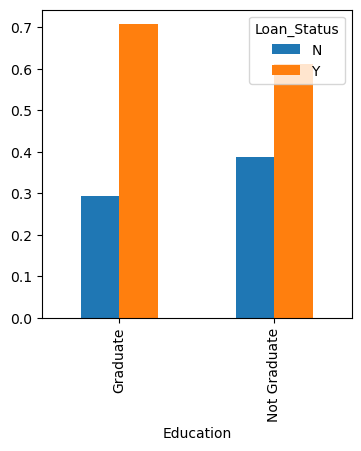 Loan_Status
N
Y
0.7
0.6
0.5
0.4
0.3
0.2
0.1
0.0
Graduate
Not Graduate
Education